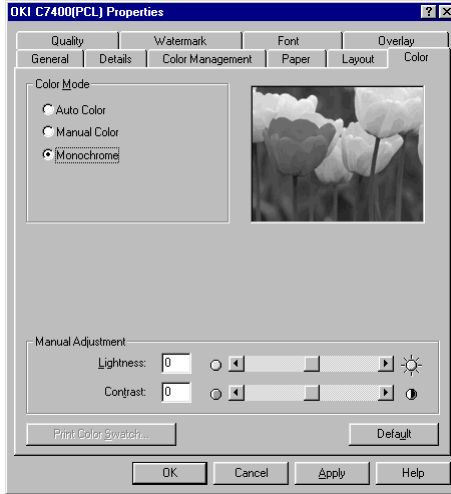 OKI C7400(PCL) Properties
Quality Watermark Font Overlay
General Details Color Management Paper Layout Color
Color Mode
Auto Color
Manual Color
Monochrome
Manual Adjustment
Lightness: 0
Contrast: 0
Print Color Swatch...
Default
OK Cancel Apply Help